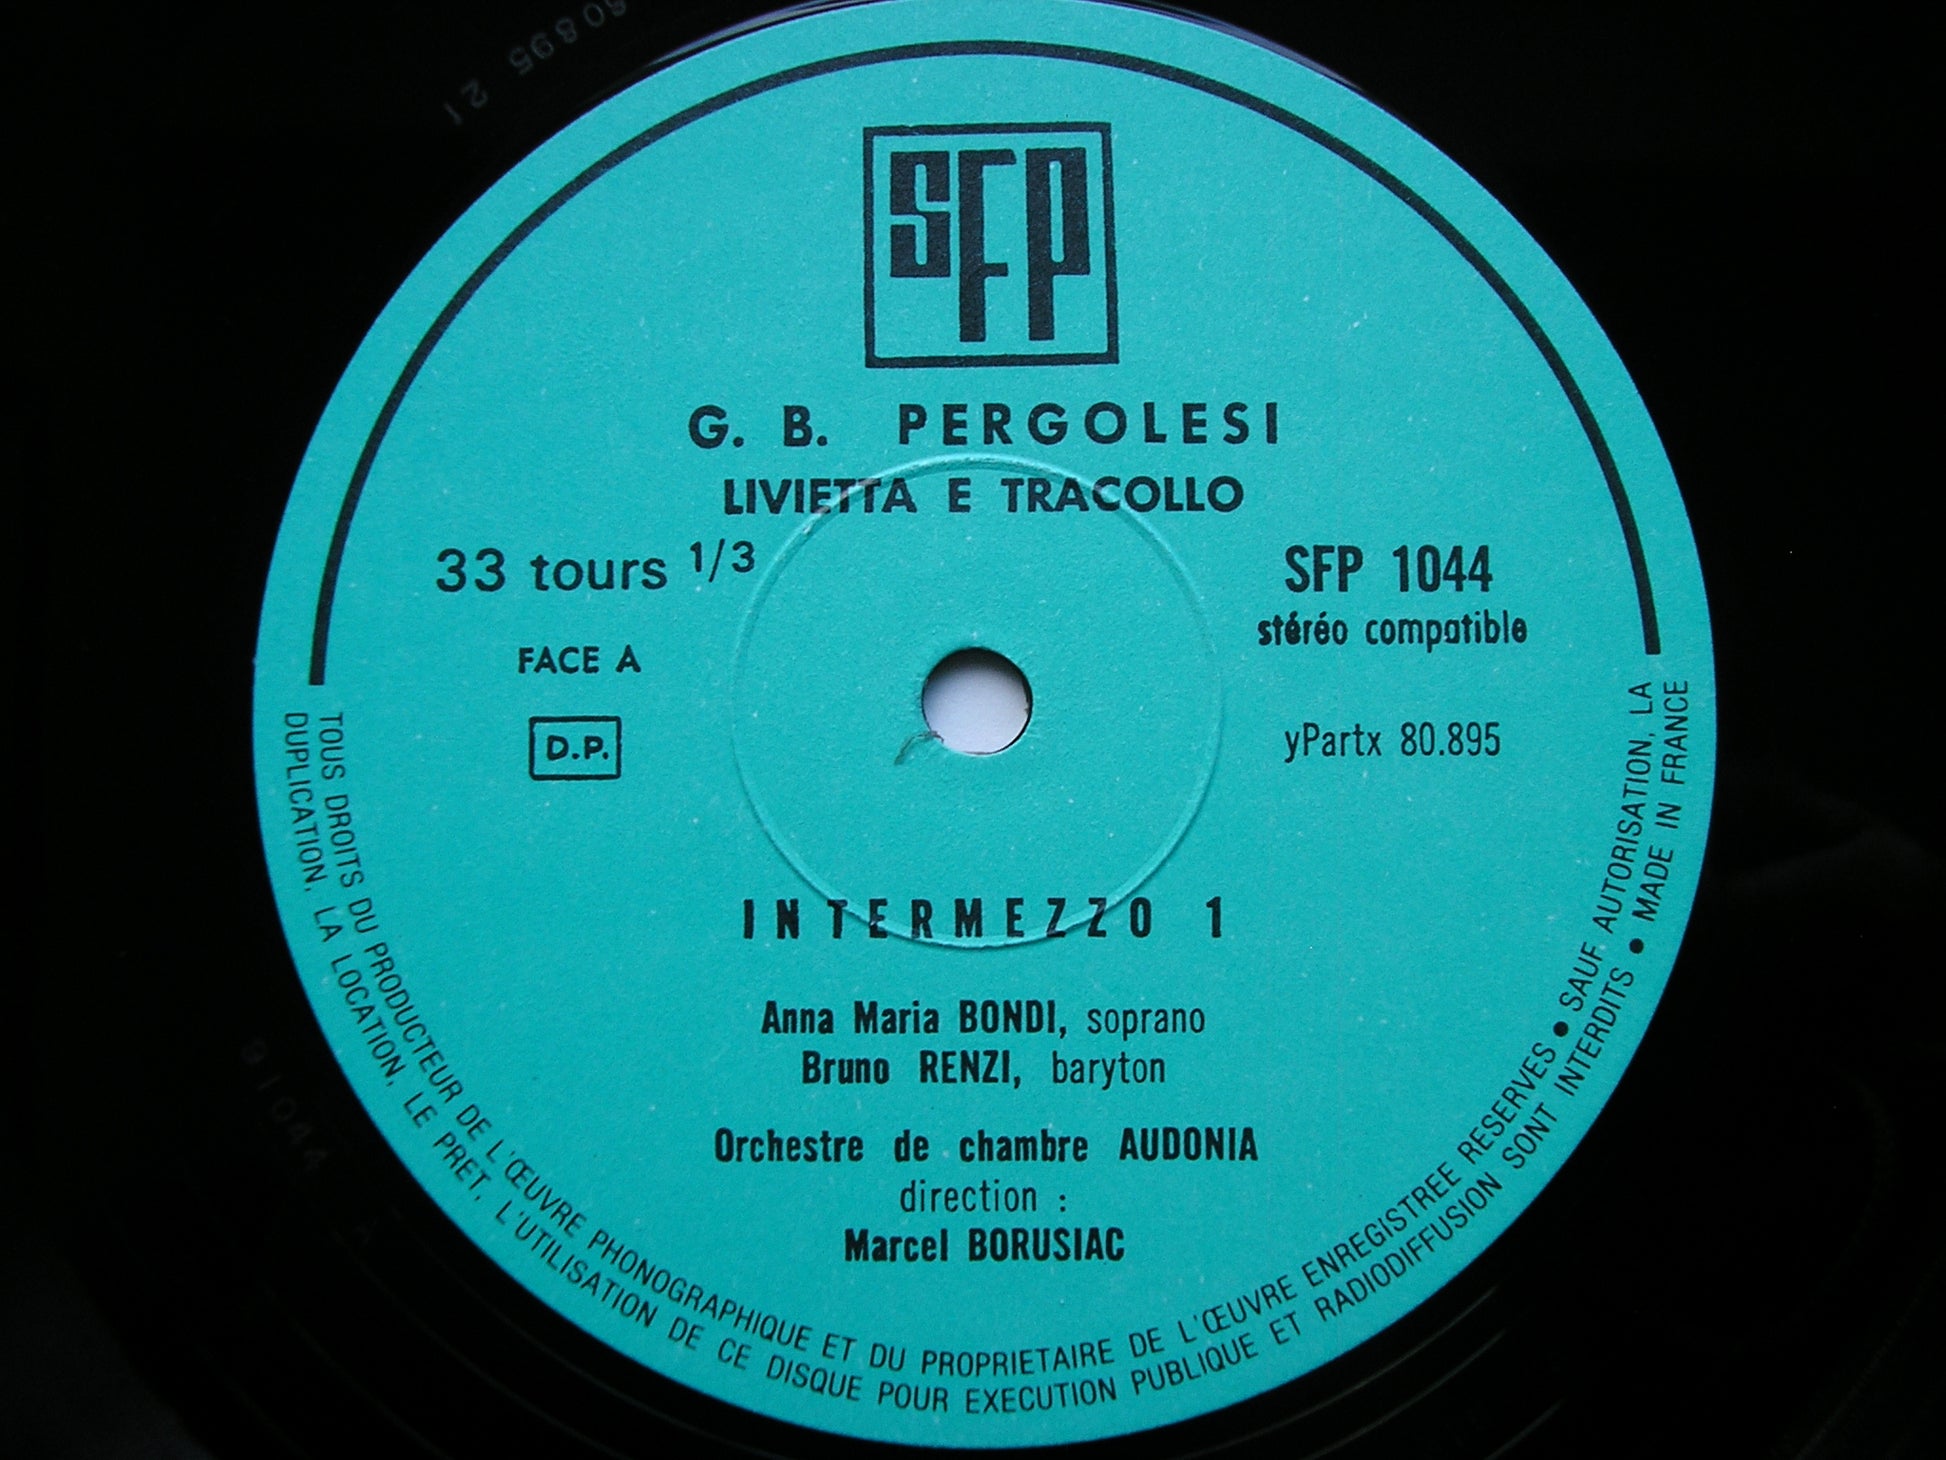 SFP
G. B. PERGOLESI
LIVIETTA E TRACOLLO
33 tours 1/3
SFP 1044
stéréo compatible
FACE A
D.P.
yPartx 80.895
INTERMEZZO 1
Anna Maria BONDI, soprano
Bruno RENZI, baryton
Orchestre de chambre AUDONIA
direction :
Marcel BORUSIAC
TOUS DROITS DU PRODUCTEUR DE L'ŒUVRE PHONOGRAPHIQUE ET DU PROPRIETAIRE DE L'ŒUVRE ENREGISTREE RESERVES • SAUF AUTORISATION, LA
DUPLICATION, LA LOCATION, LE PRET, L'UTILISATION DE CE DISQUE POUR EXECUTION PUBLIQUE ET RADIODIFFUSION SONT INTERDITS • MADE IN FRANCE